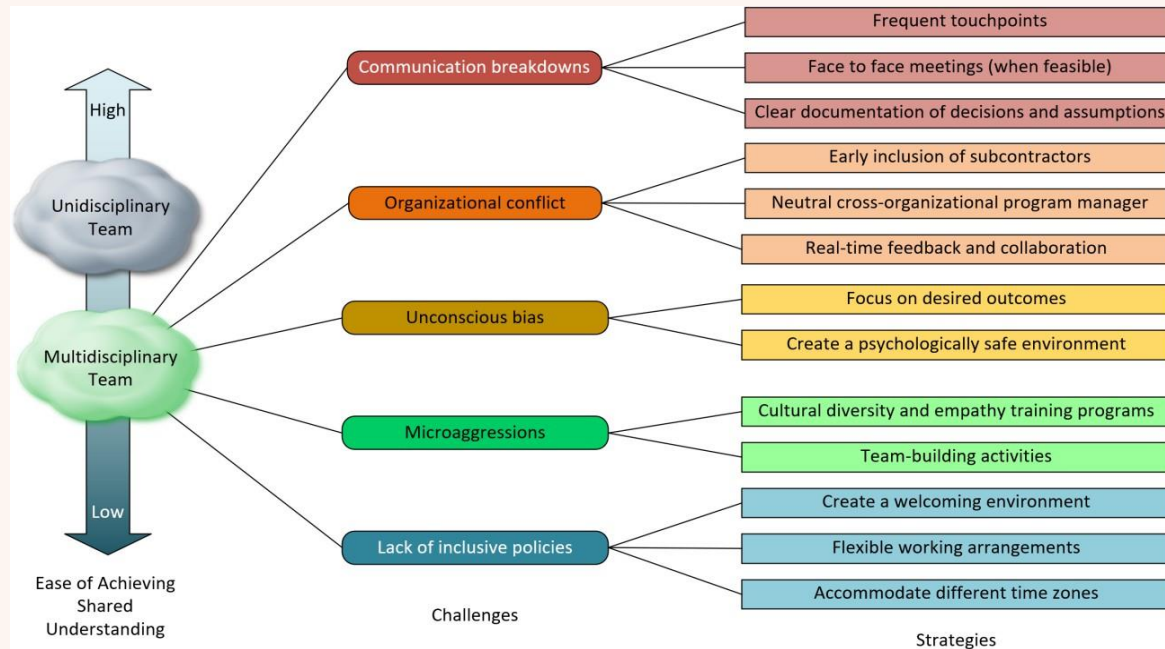 High
Unidisciplinary
Team
Multidisciplinary
Team
Low
Ease of Achieving
Shared
Understanding
Communication breakdowns
Organizational conflict
Unconscious bias
Microaggressions
Lack of inclusive policies
Challenges
Frequent touchpoints
Face to face meetings (when feasible)
Clear documentation of decisions and assumptions
Early inclusion of subcontractors
Neutral cross-organizational program manager
Real-time feedback and collaboration
Focus on desired outcomes
Create a psychologically safe environment
Cultural diversity and empathy training programs
Team-building activities
Create a welcoming environment
Flexible working arrangements
Accommodate different time zones
Strategies